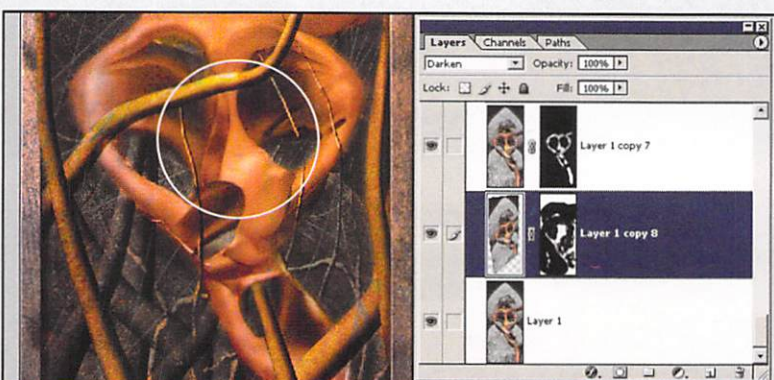 Layers Channels Paths
Darken Opacity: 100%
Lock: Fill: 100%
Layer 1 copy 7
Layer 1 copy 8
Layer 1